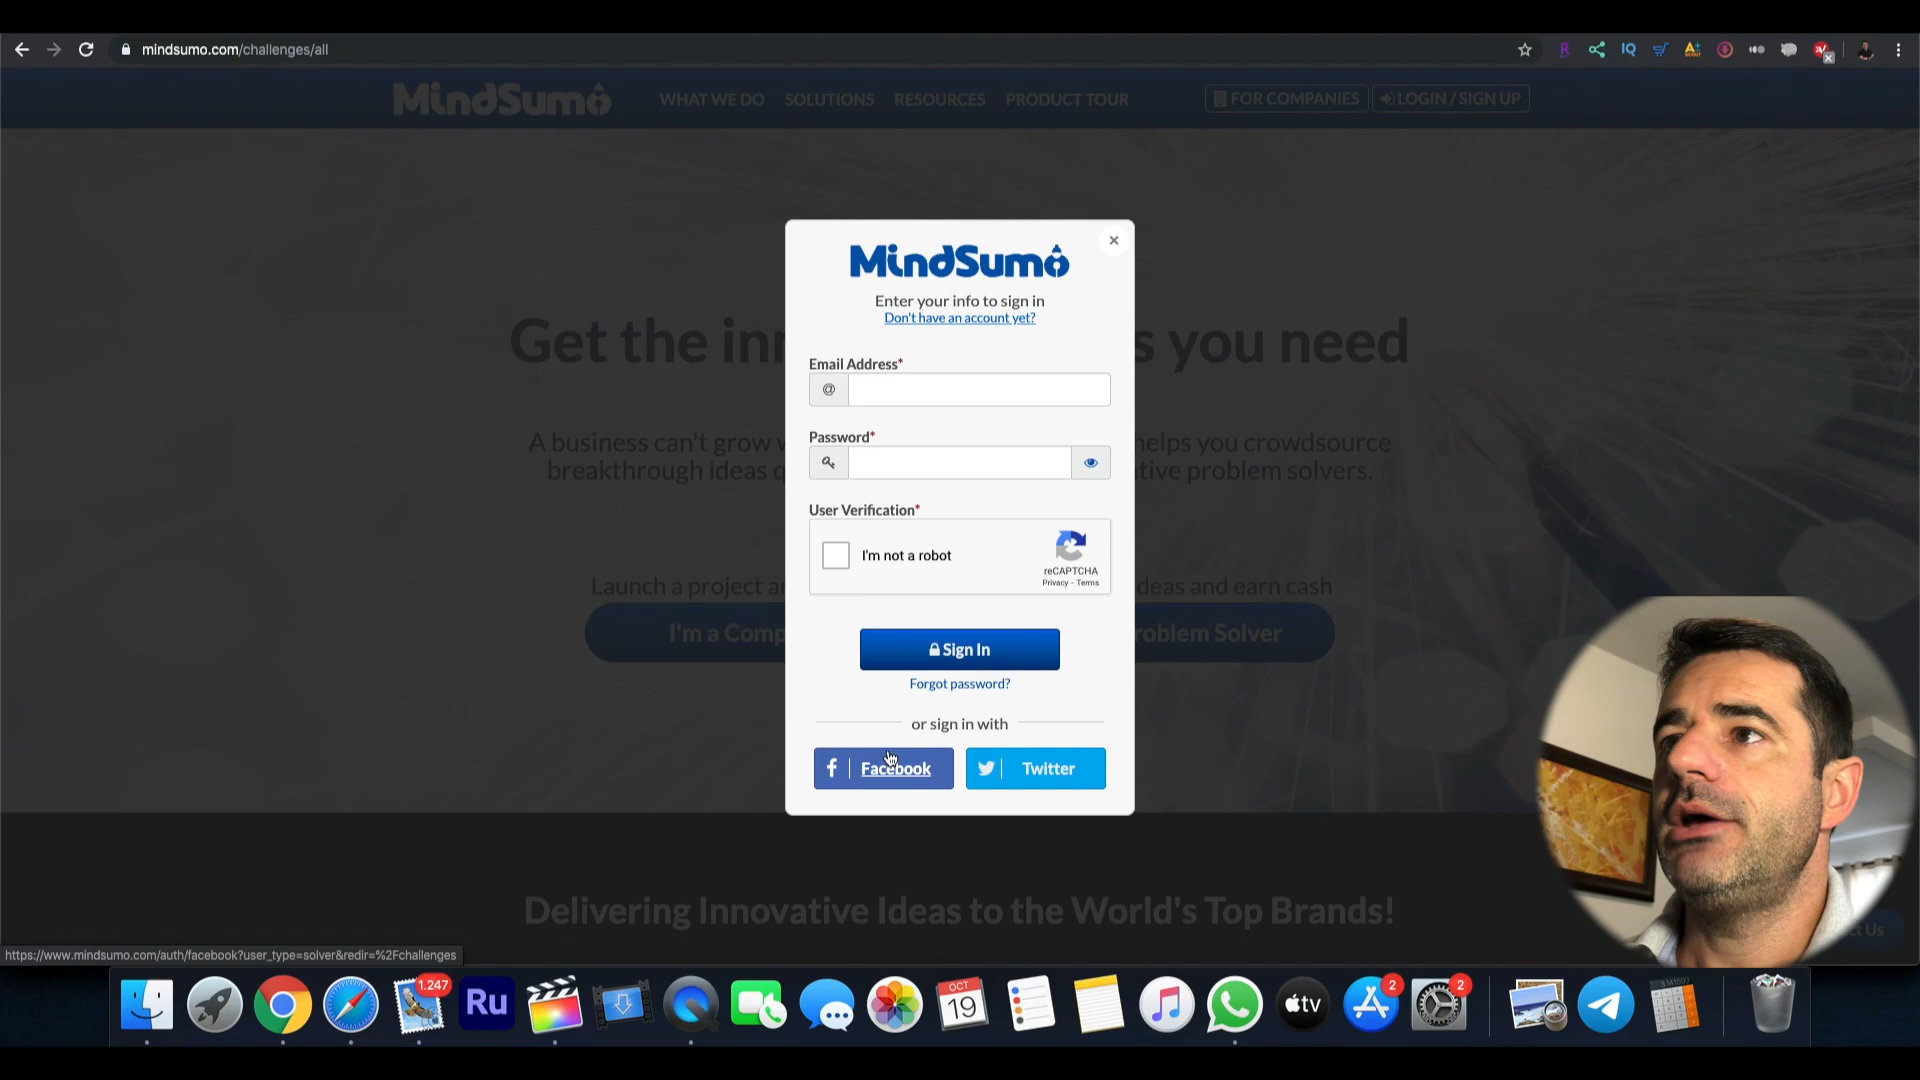 mindsumo.com/challenges/all
MindSumo
WHAT WE DO SOLUTIONS RESOURCES PRODUCT TOUR
FOR COMPANIES
LOGIN / SIGN UP
MindSumo
Enter your info to sign in
Don't have an account yet?
Get the s you need
A business can't grow helps you crowdsource
breakthrough ideas tive problem solvers.
Email Address*
@
Password*
User Verification*
I'm not a robot
reCAPTCHA
Privacy - Terms
Launch a project deas and earn cash
I'm a Comp roblem Solver
Sign In
Forgot password?
or sign in with
Facebook
Twitter
Delivering Innovative Ideas to the World's Top Brands!
ct Us
https://www.mindsumo.com/auth/facebook?user_type=solver&redir=%2Fchallenges
1.247
Ru
OCT
19
tv
2
2